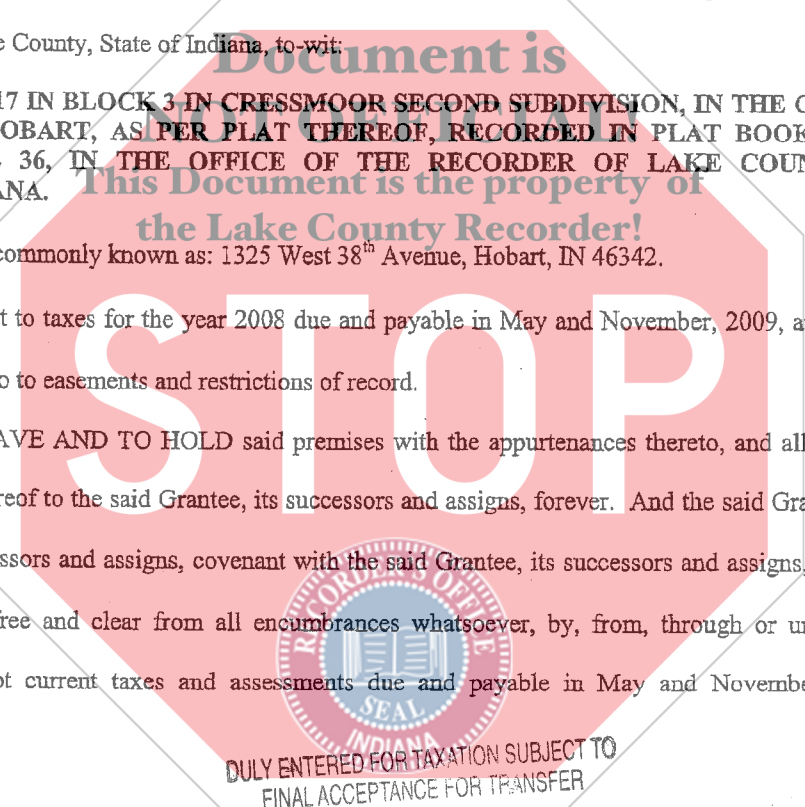 e County, State of Indiana, to-wit:
Document is
17 IN BLOCK 3 IN CRESSMOOR SECOND SUBDIVISION, IN THE C
NOT OFFICIAL!
OBART, AS PER PLAT THEREOF, RECORDED IN PLAT BOOK
36, IN THE OFFICE OF THE RECORDER OF LAKE COUN
This Document is the property of
ANA.
the Lake County Recorder!
commonly known as: 1325 West 38th Avenue, Hobart, IN 46342.
STOP
t to taxes for the year 2008 due and payable in May and November, 2009, a
o to easements and restrictions of record.
AVE AND TO HOLD said premises with the appurtenances thereto, and all
reof to the said Grantee, its successors and assigns, forever. And the said Gra
ssors and assigns, covenant with the said Grantee, its successors and assigns,
ree and clear from all encumbrances whatsoever, by, from, through or u
pt current taxes and assessments due and payable in May and Novembe
RECORDER'S OFFICE
SEAL
INDIANA
DULY ENTERED FOR TAXATION SUBJECT TO
FINAL ACCEPTANCE FOR TRANSFER